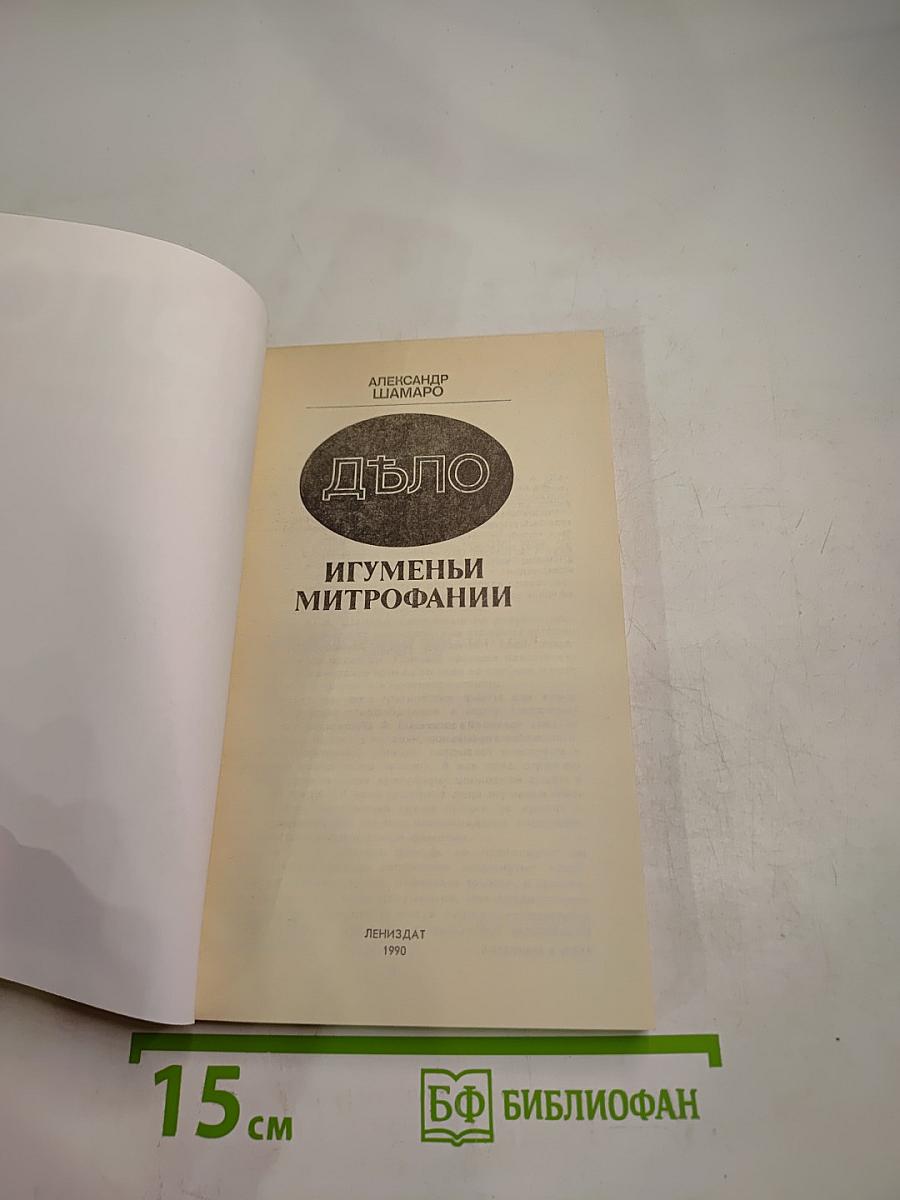 АЛЕКСАНДР
ШАМАРО
ДѢЛО
ИГУМЕНЬИ
МИТРОФАНИИ
ЛЕНИЗДАТ
1990
15 см
БФ БИБЛИОФАН